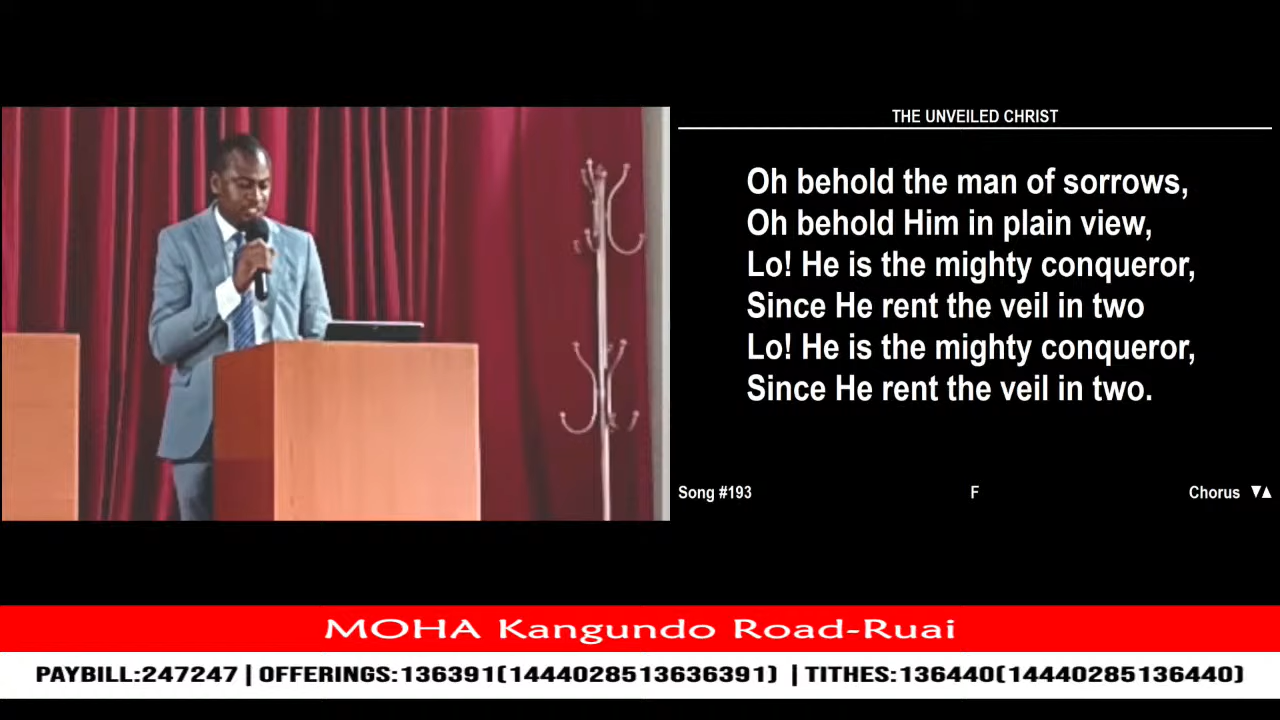 THE UNVEILED CHRIST
Oh behold the man of sorrows,
Oh behold Him in plain view,
Lo! He is the mighty conqueror,
Since He rent the veil in two
Lo! He is the mighty conqueror,
Since He rent the veil in two.
Song #193 F Chorus ▼▲
MOHA Kangundo Road-Ruai
PAYBILL:247247 | OFFERINGS:136391(1440285136391) | TITHES:136440(14440285136440)